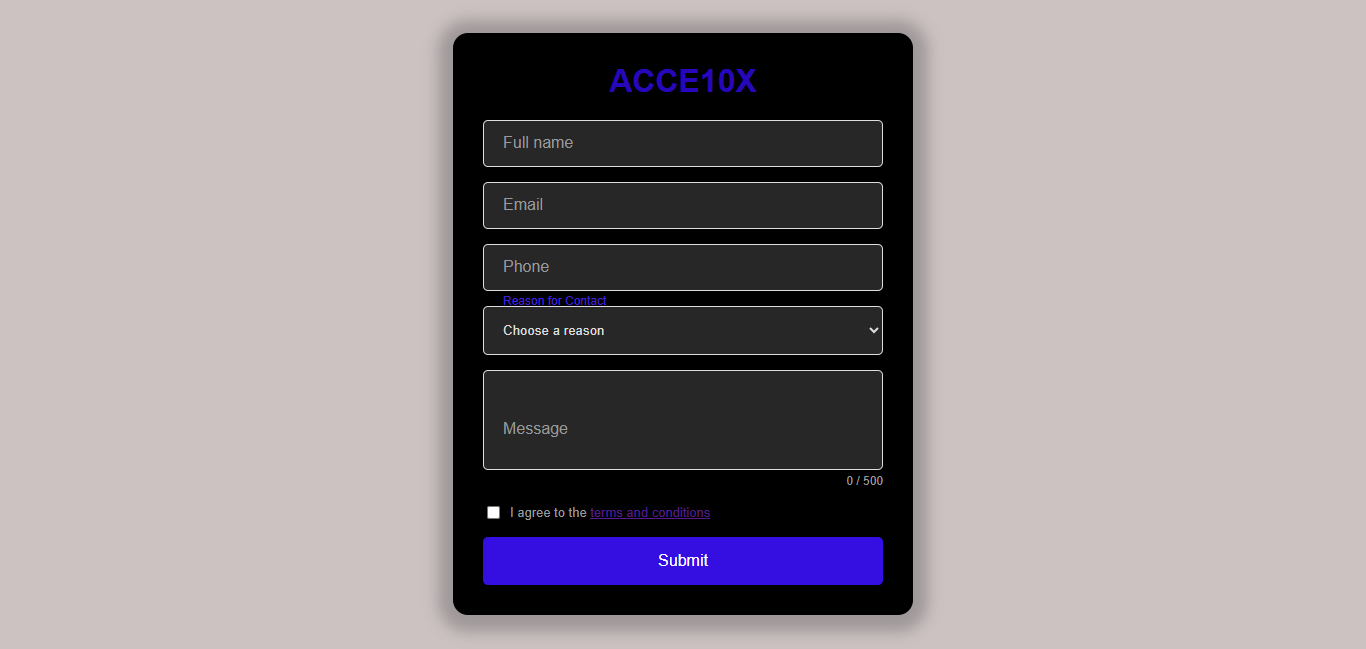 ACCE10X
Full name
Email
Phone
Reason for Contact
Choose a reason
Message
0 / 500
I agree to the terms and conditions
Submit